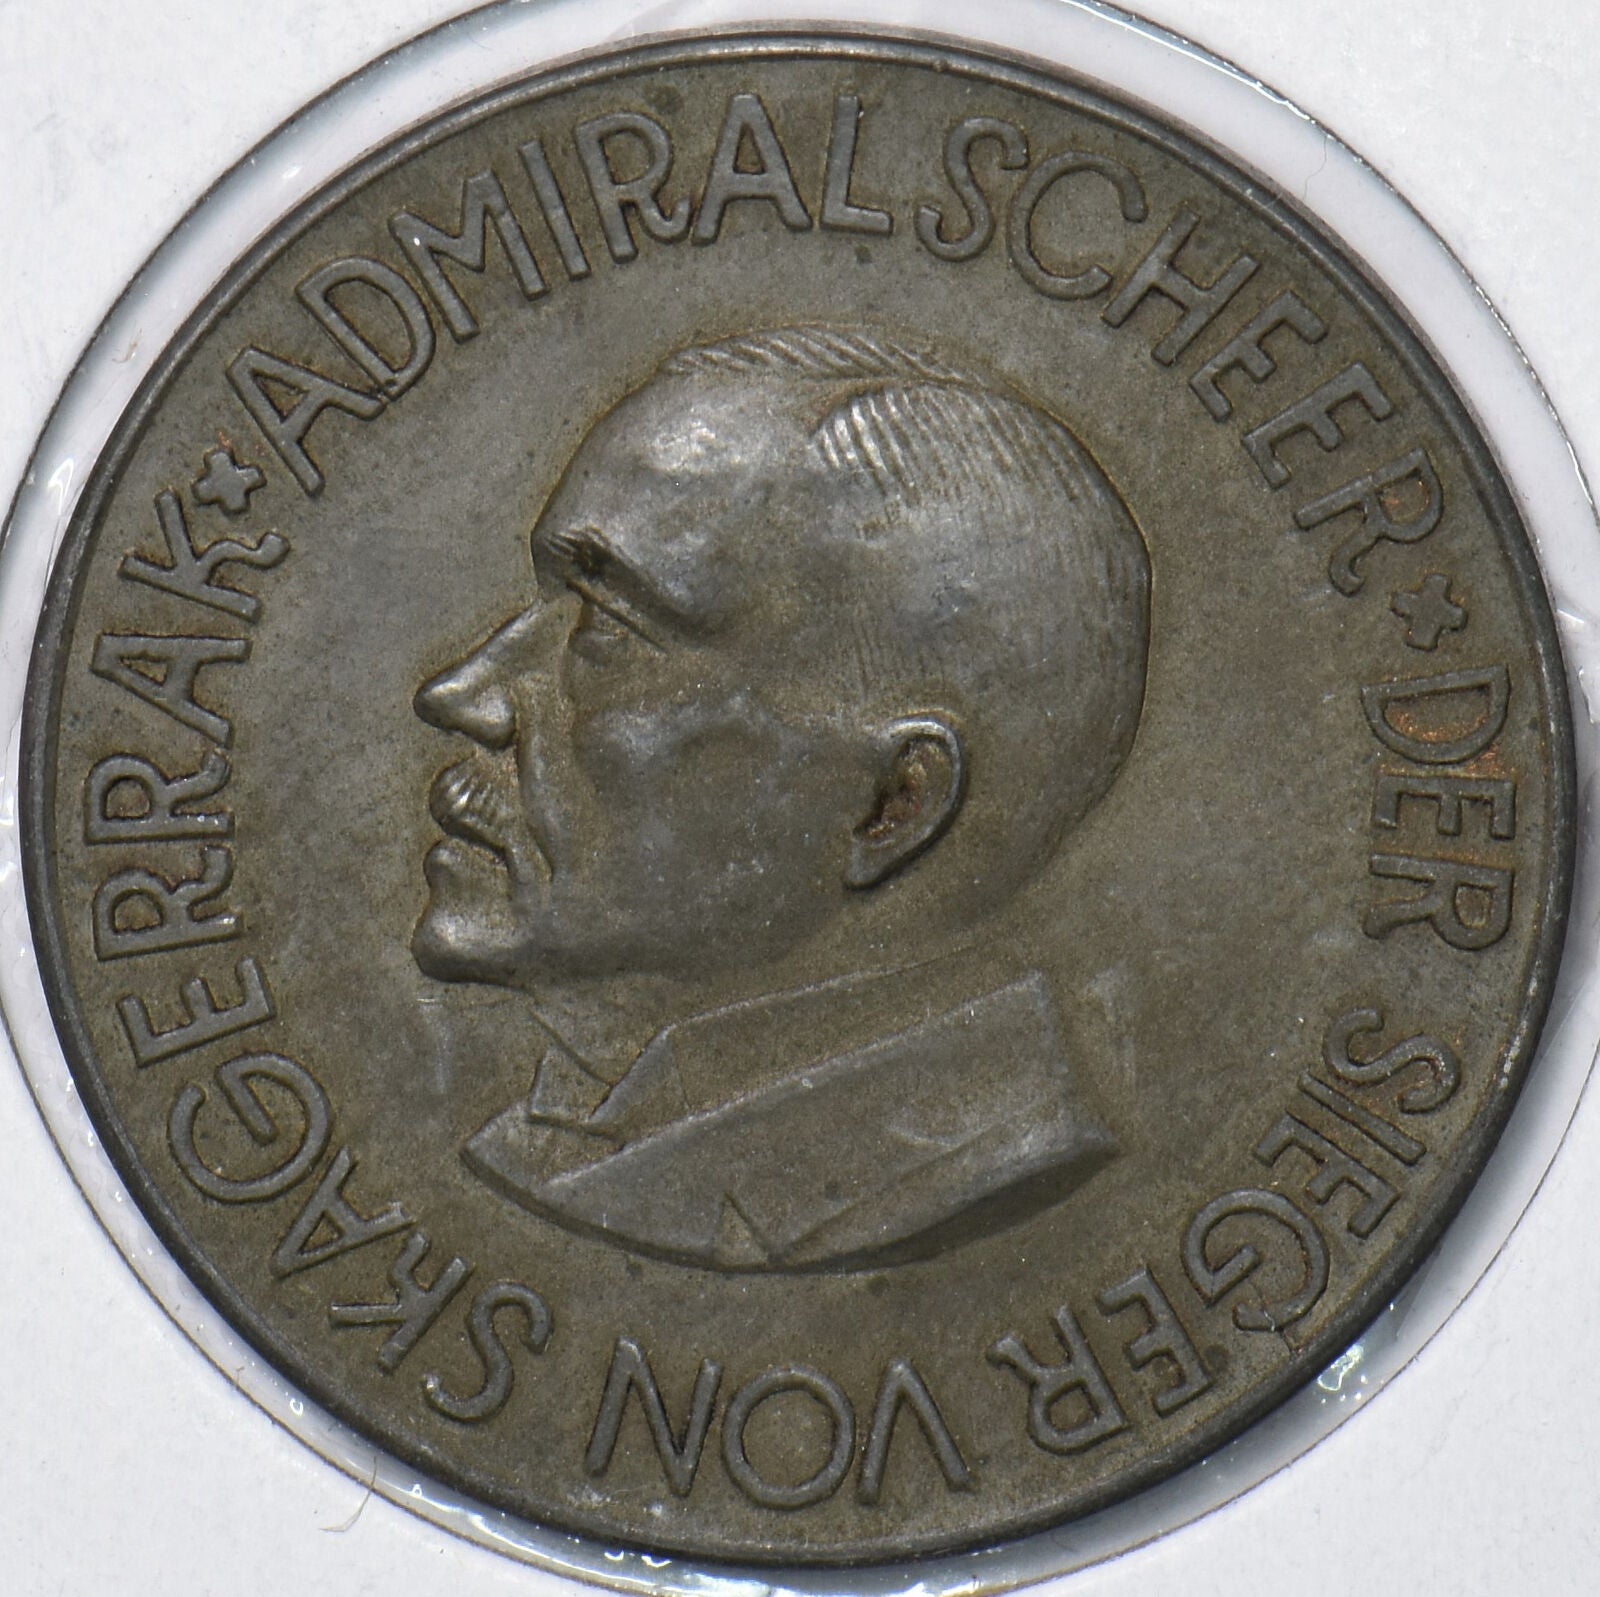 ADMIRAL SCHEER * DER SIEGER VON SKAGERRAK *